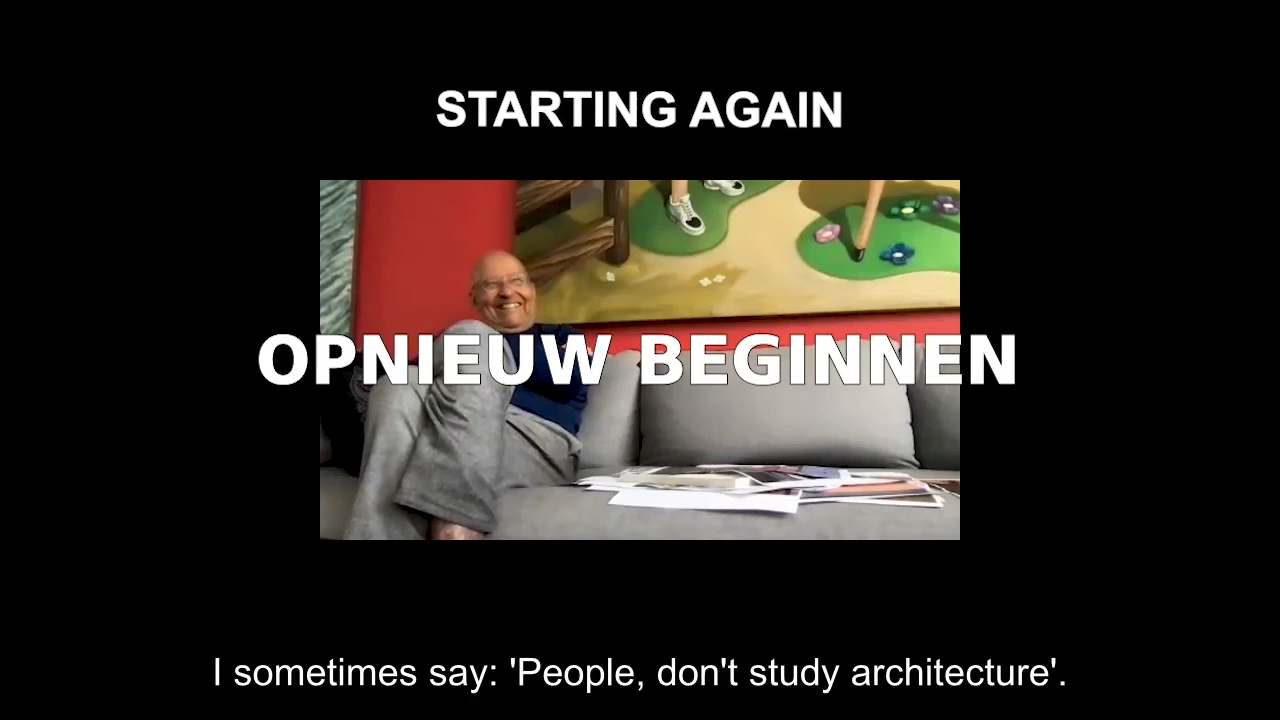 STARTING AGAIN
OPNIEUW BEGINNEN
I sometimes say: 'People, don't study architecture'.